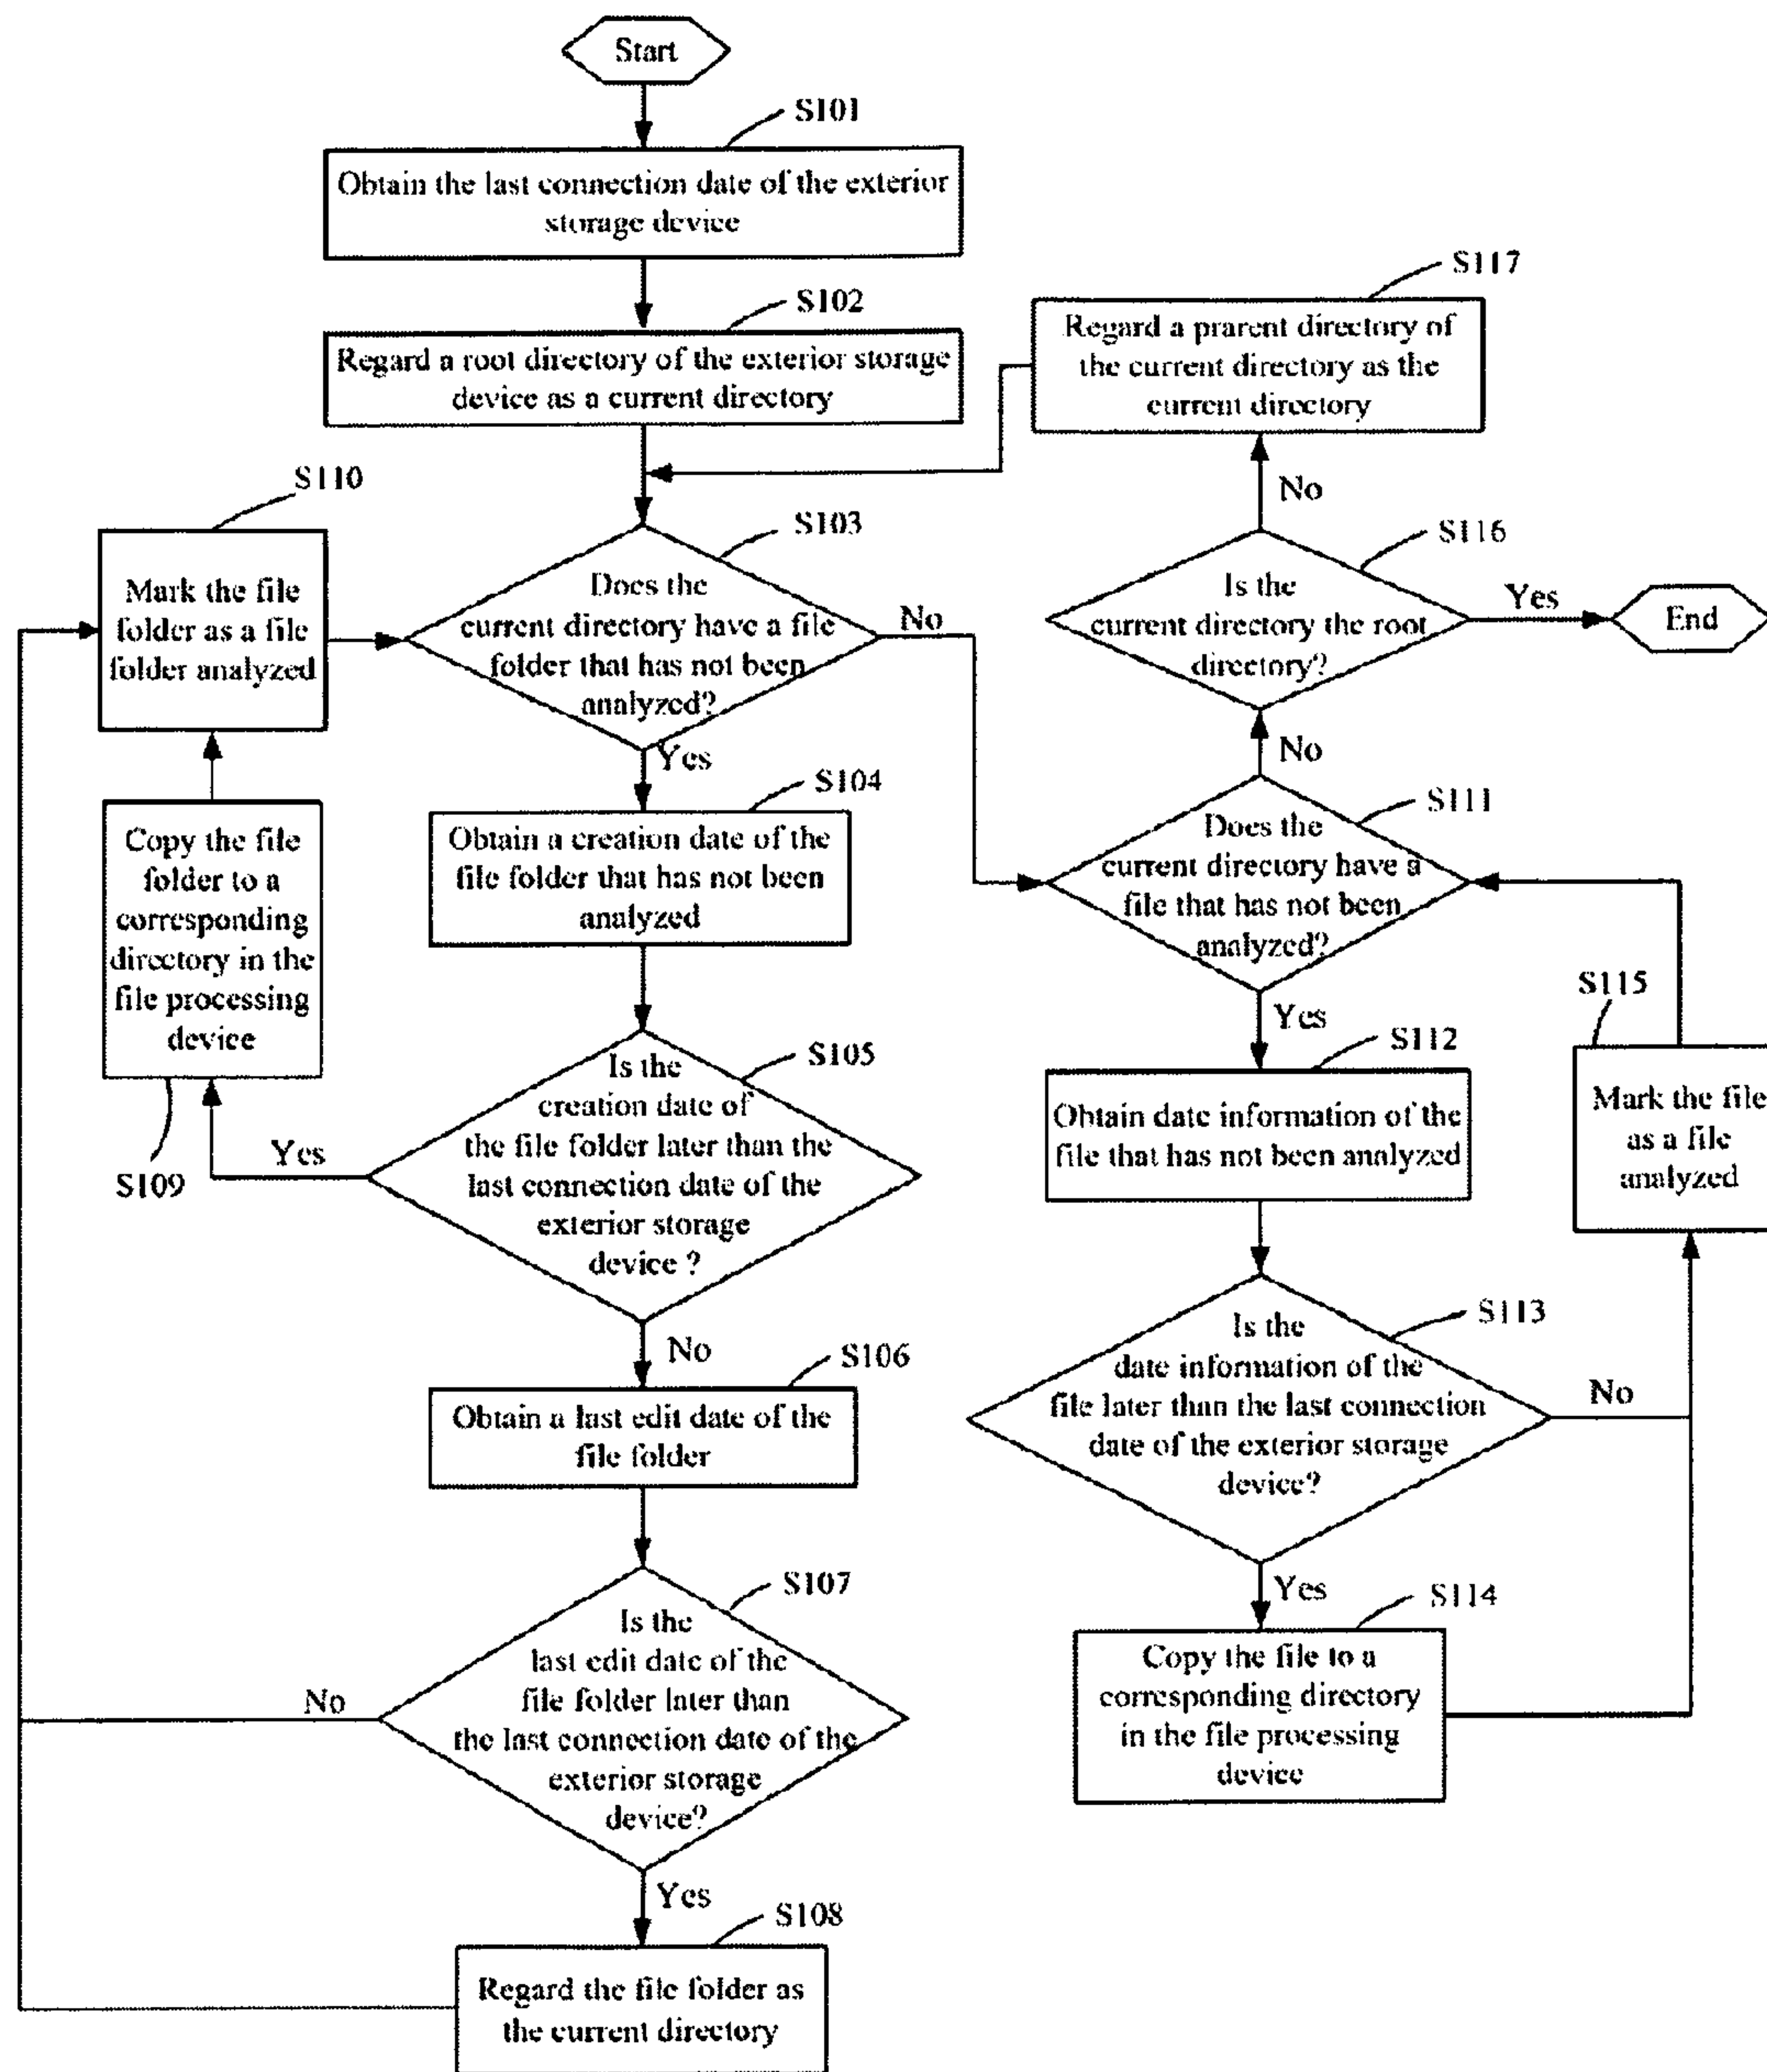 Start
S101
Obtain the last connection date of the exterior
storage device
S102
Regard a root directory of the exterior storage
device as a current directory
S117
Regard a prarent directory of
the current directory as the
current directory
S110
Mark the file
folder as a file
folder analyzed
S103
Does the
current directory have a file
folder that has not been
analyzed?
No
Yes
No
S116
Is the
current directory the root
directory?
Yes
End
No
S104
Obtain a creation date of the
file folder that has not been
analyzed
S111
Does the
current directory have a
file that has not been
analyzed?
Yes
Copy the file
folder to a
corresponding
directory in the
file processing
device
S109
Yes
S105
Is the
creation date of
the file folder later than the
last connection date of the
exterior storage
device ?
No
S112
Obtain date information of the
file that has not been analyzed
S115
Mark the file
as a file
analyzed
S106
Obtain a last edit date of the
file folder
S113
Is the
date information of the
file later than the last connection
date of the exterior storage
device?
No
Yes
S107
Is the
last edit date of the
file folder later than
the last connection date of the
exterior storage
device?
No
Yes
S114
Copy the file to a
corresponding directory
in the file processing
device
S108
Regard the file folder as
the current directory